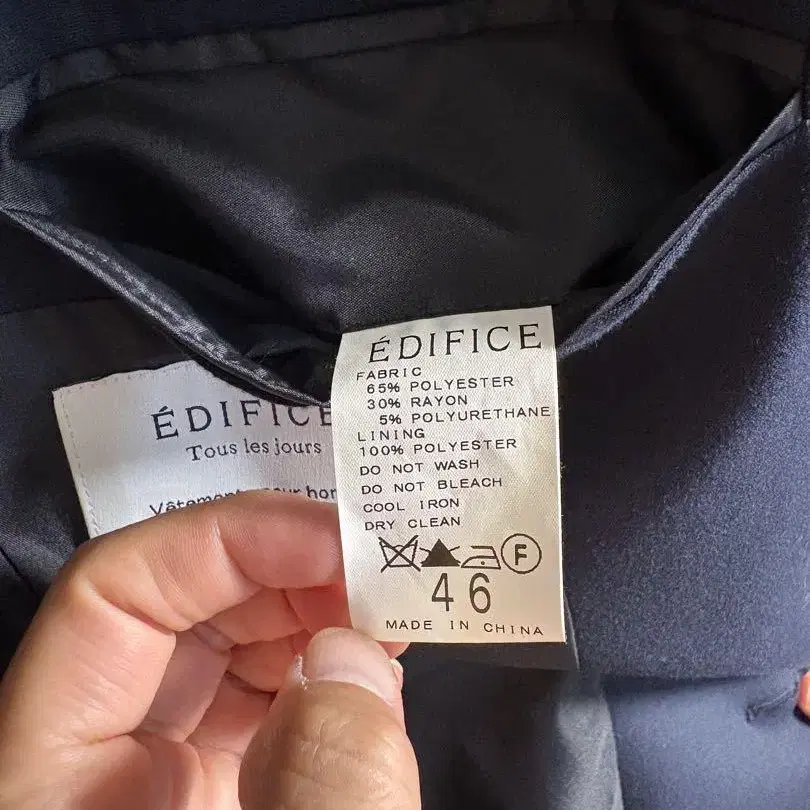 ÉDIFICE
FABRIC
65% POLYESTER
30% RAYON
5% POLYURETHANE
LINING
100% POLYESTER
DO NOT WASH
DO NOT BLEACH
COOL IRON
DRY CLEAN
F
46
MADE IN CHINA
ÉDIFICE
Tous les jours